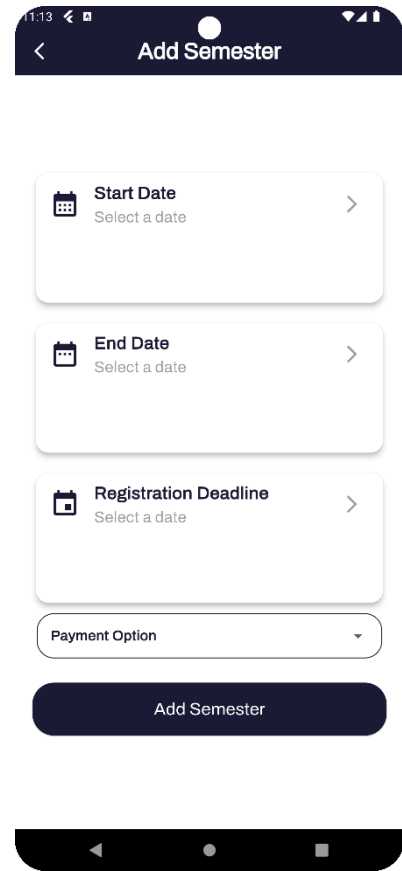 11:13
Add Semester
Start Date
Select a date
End Date
Select a date
Registration Deadline
Select a date
Payment Option
Add Semester